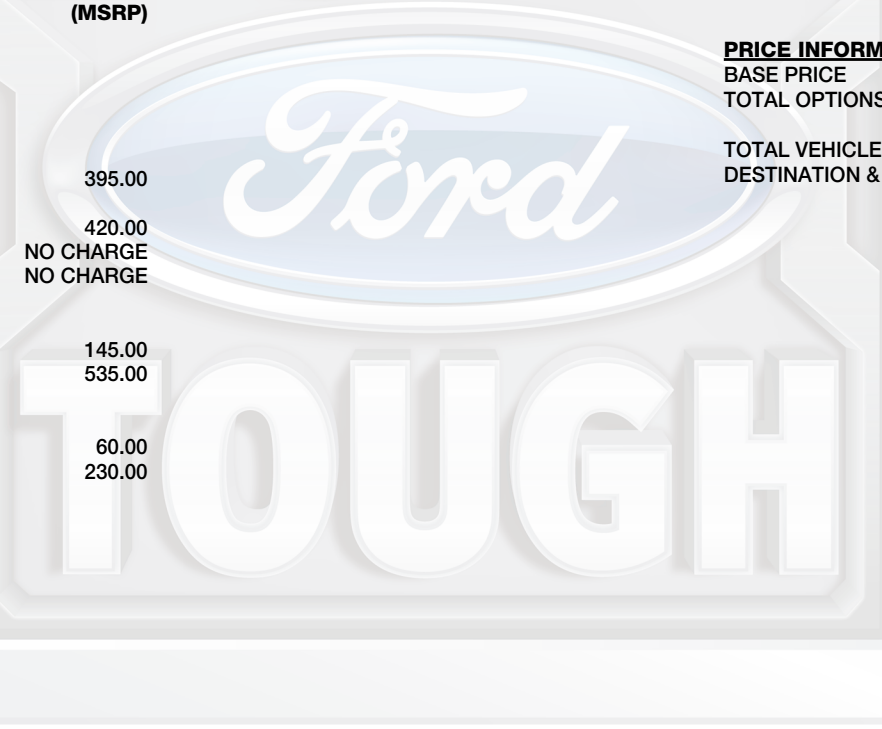 (MSRP)
395.00
420.00
NO CHARGE
NO CHARGE
145.00
535.00
60.00
230.00
PRICE INFORM
BASE PRICE
TOTAL OPTIONS
TOTAL VEHICLE
DESTINATION &
Ford
TOUGH